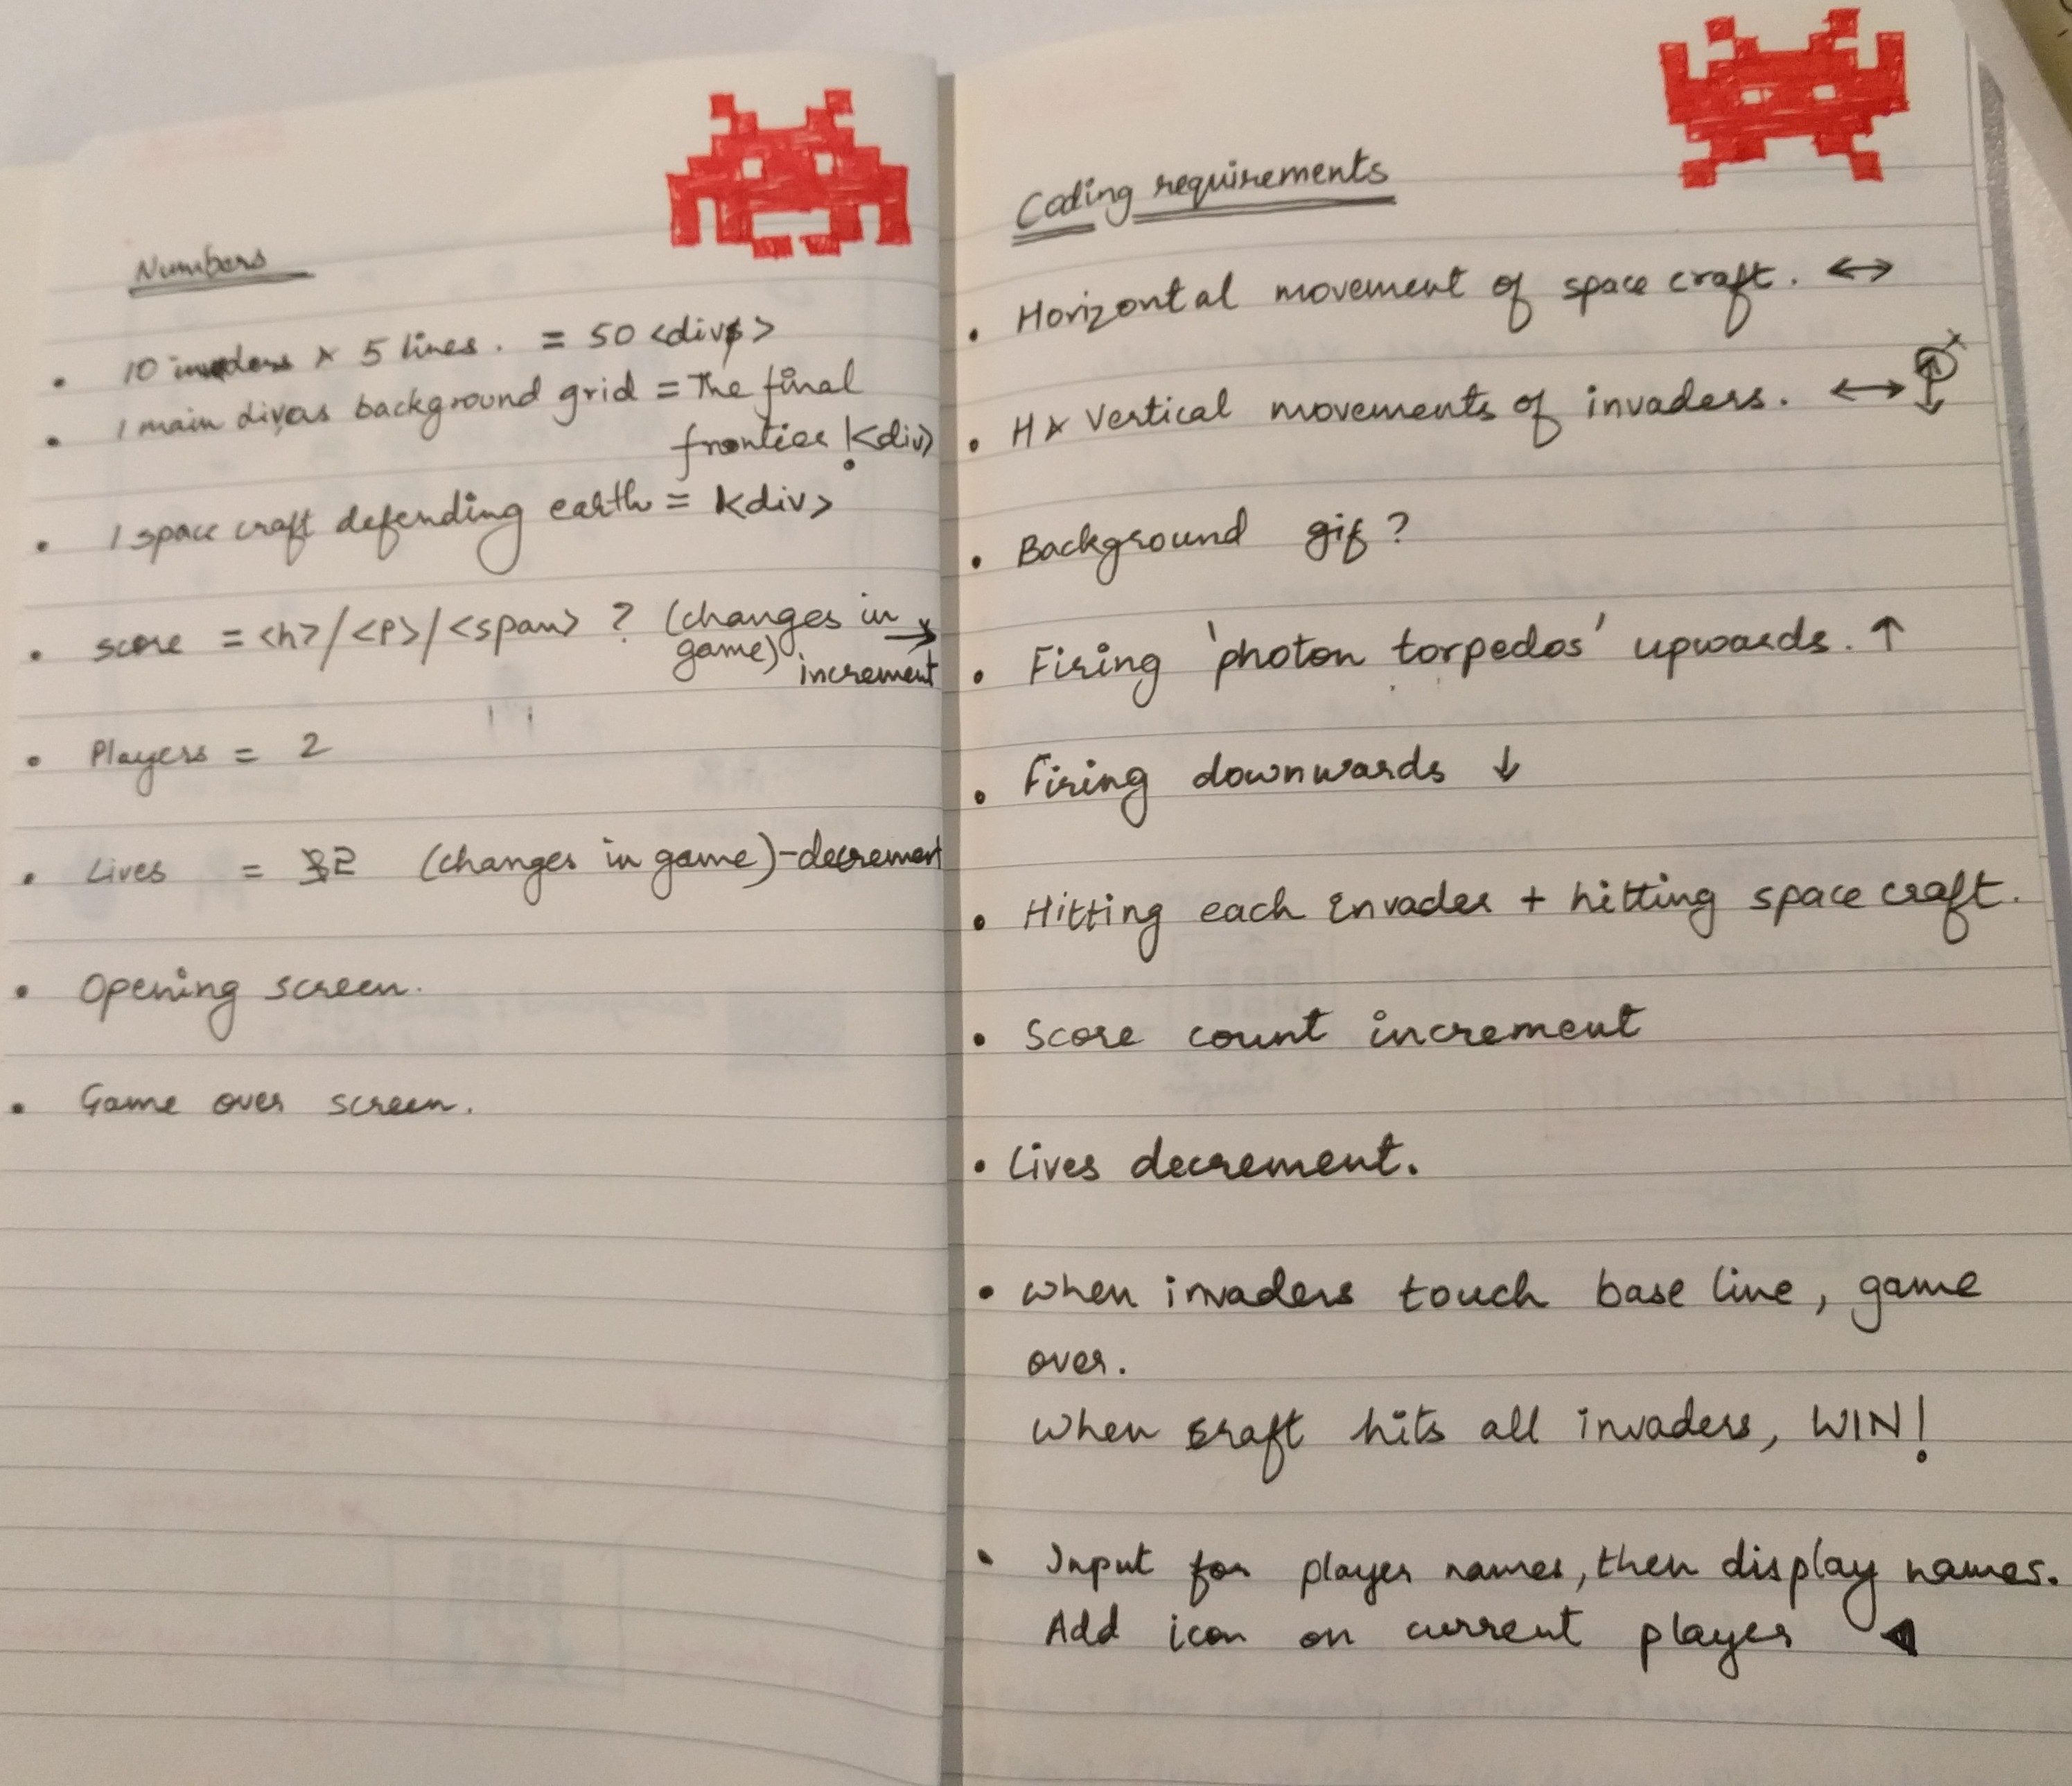 Numbers
• 10 invaders x 5 lines. = 50 <div>
• 1 main div as background grid = The final
frontier! <div>
• 1 space craft defending earth = <div>
• score = <h>/<p>/<span> ? (changes in
game) → increment
• Players = 2
• Lives = 2 (changes in game) - decrement
• Opening screen.
• Game over screen.
Coding requirements
• Horizontal movement of space craft. ↔
• H & Vertical movements of invaders. ↔ ↕
• Background gif?
• Firing 'photon torpedos' upwards. ↑
• Firing downwards ↓
• Hitting each invader + hitting space craft.
• Score count increment
• Lives decrement.
• When invaders touch base line, game
over.
When craft hits all invaders, WIN!
• Input for player names, then display names.
Add icon on current player ◀